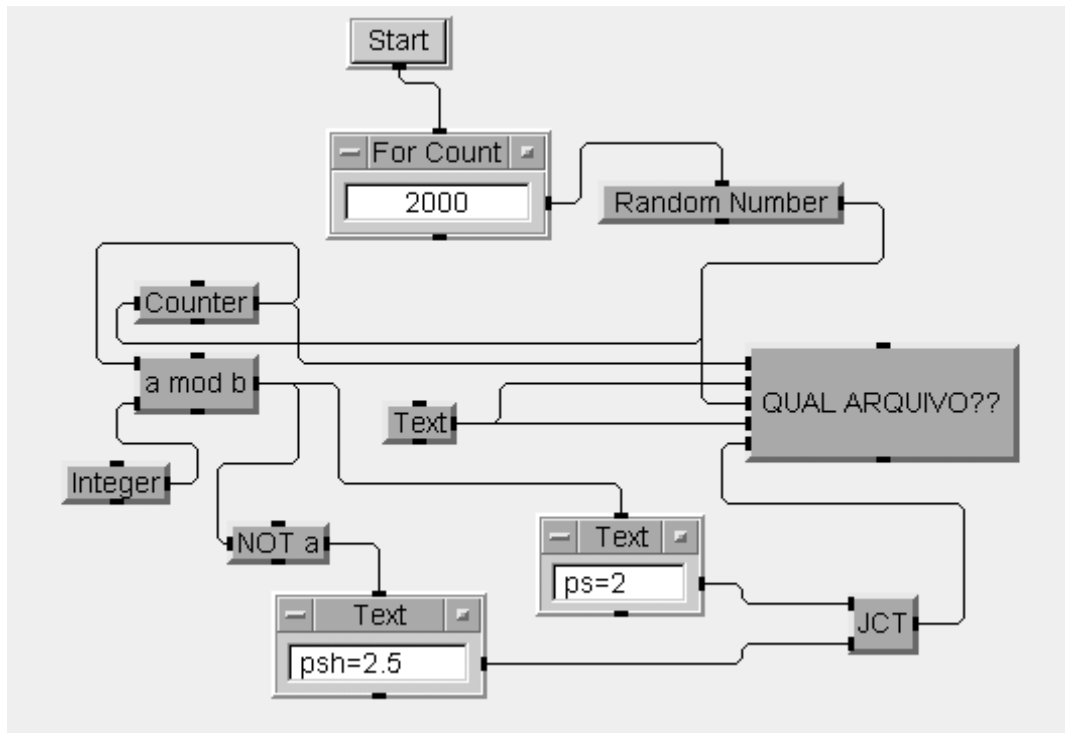 Start
For Count
2000
Random Number
Counter
a mod b
QUAL ARQUIVO??
Text
Integer
NOT a
Text
ps=2
Text
psh=2.5
JCT